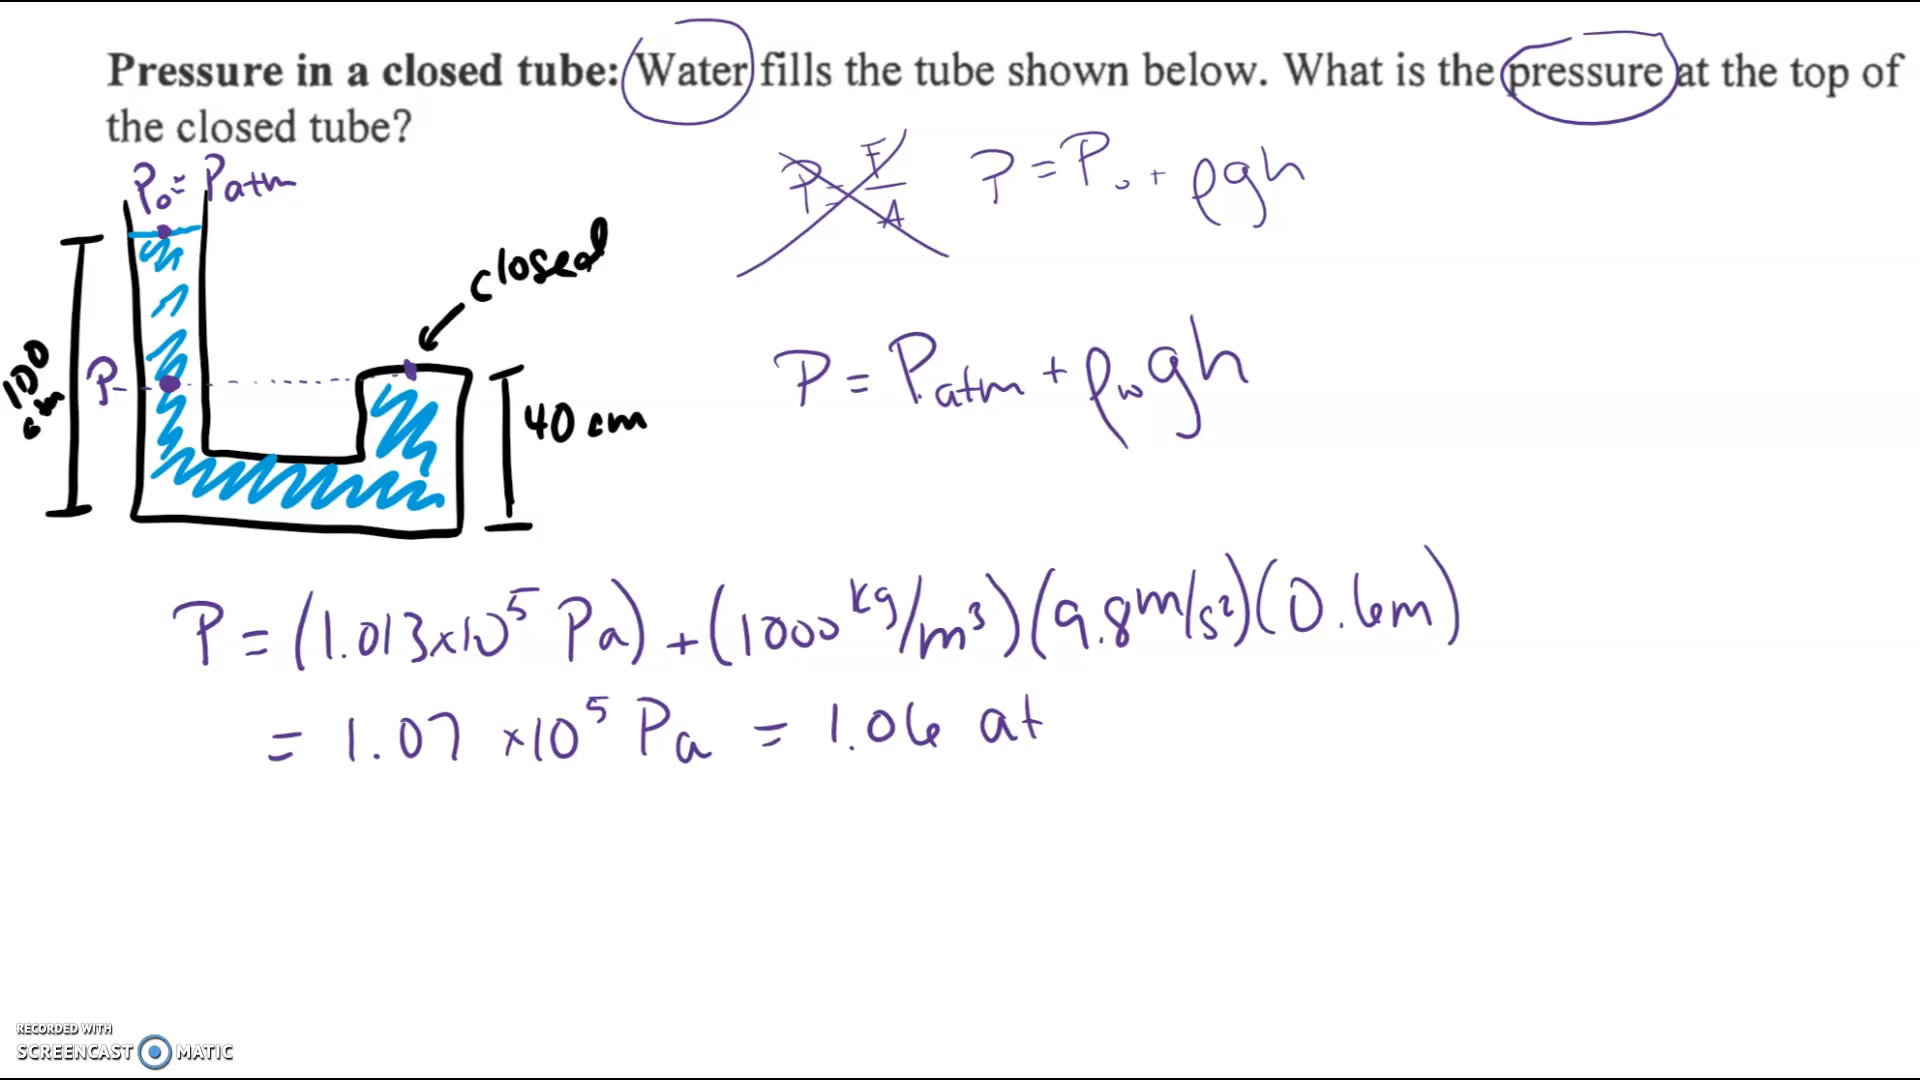 Pressure in a closed tube: Water fills the tube shown below. What is the pressure at the top of
the closed tube?
P₀ = Patm
P = F/A
P = P₀ + ρgh
closed
100 cm
P
40 cm
P = Patm + ρw gh
P = (1.013×10⁵ Pa) + (1000 kg/m³)(9.8 m/s²)(0.6m)
= 1.07 ×10⁵ Pa = 1.06 at
RECORDED WITH
SCREENCAST MATIC